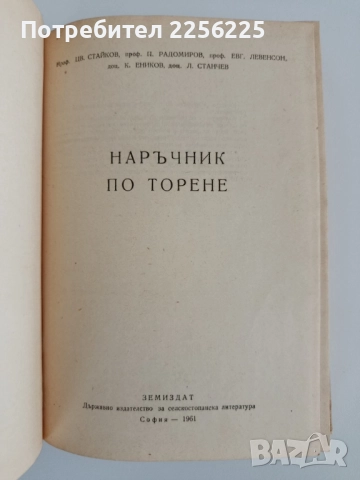 Потребител 2256225
Проф. ЦВ. СТАЙКОВ, проф. П. РАДОМИРОВ, проф. ЕВГ. ЛЕВЕНСОН,
доц. К. ЕНИКОВ, доц. Л. СТАНЧЕВ
НАРЪЧНИК
ПО ТОРЕНЕ
ЗЕМИЗДАТ
Държавно издателство за селскостопанска литература
София — 1961
bazar